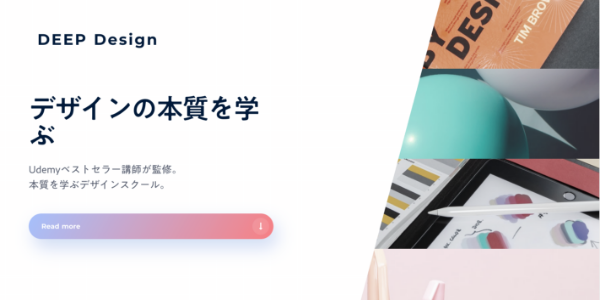 DEEP Design
デザインの本質を学
ぶ
Udemyベストセラー講師が監修。
本質を学ぶデザインスクール。
Read more
BY
DESIGN
TIM BROWN